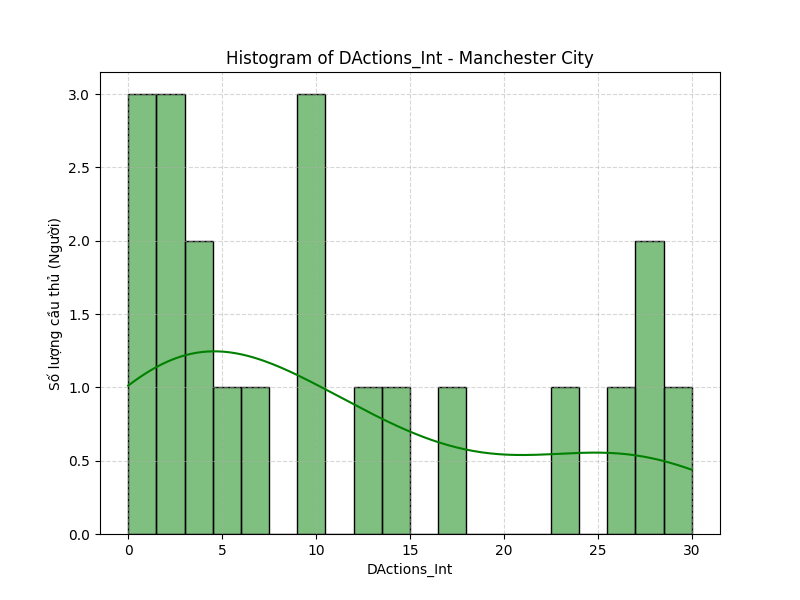 Histogram of DActions_Int - Manchester City
Số lượng cầu thủ (Người)
3.0
2.5
2.0
1.5
1.0
0.5
0.0
0 5 10 15 20 25 30
DActions_Int